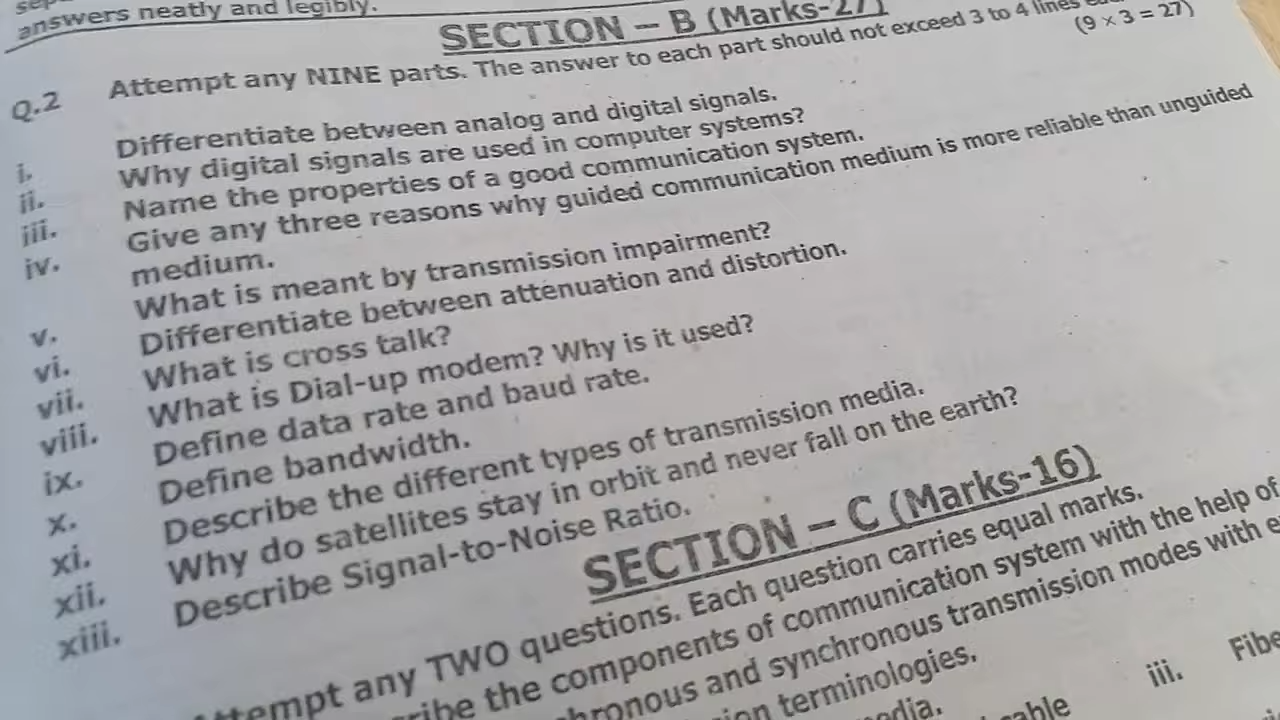 answers neatly and legibly.
SECTION – B (Marks-27)
Q.2 Attempt any NINE parts. The answer to each part should not exceed 3 to 4 lines
(9 × 3 = 27)
i. Differentiate between analog and digital signals.
ii. Why digital signals are used in computer systems?
iii. Name the properties of a good communication system.
iv. Give any three reasons why guided communication medium is more reliable than unguided
medium.
v. What is meant by transmission impairment?
vi. Differentiate between attenuation and distortion.
vii. What is cross talk?
viii. What is Dial-up modem? Why is it used?
ix. Define data rate and baud rate.
x. Define bandwidth.
xi. Describe the different types of transmission media.
xii. Why do satellites stay in orbit and never fall on the earth?
xiii. Describe Signal-to-Noise Ratio.
SECTION – C (Marks-16)
any TWO questions. Each question carries equal marks.
the components of communication system with the help of
and synchronous transmission modes with
terminologies.
iii.